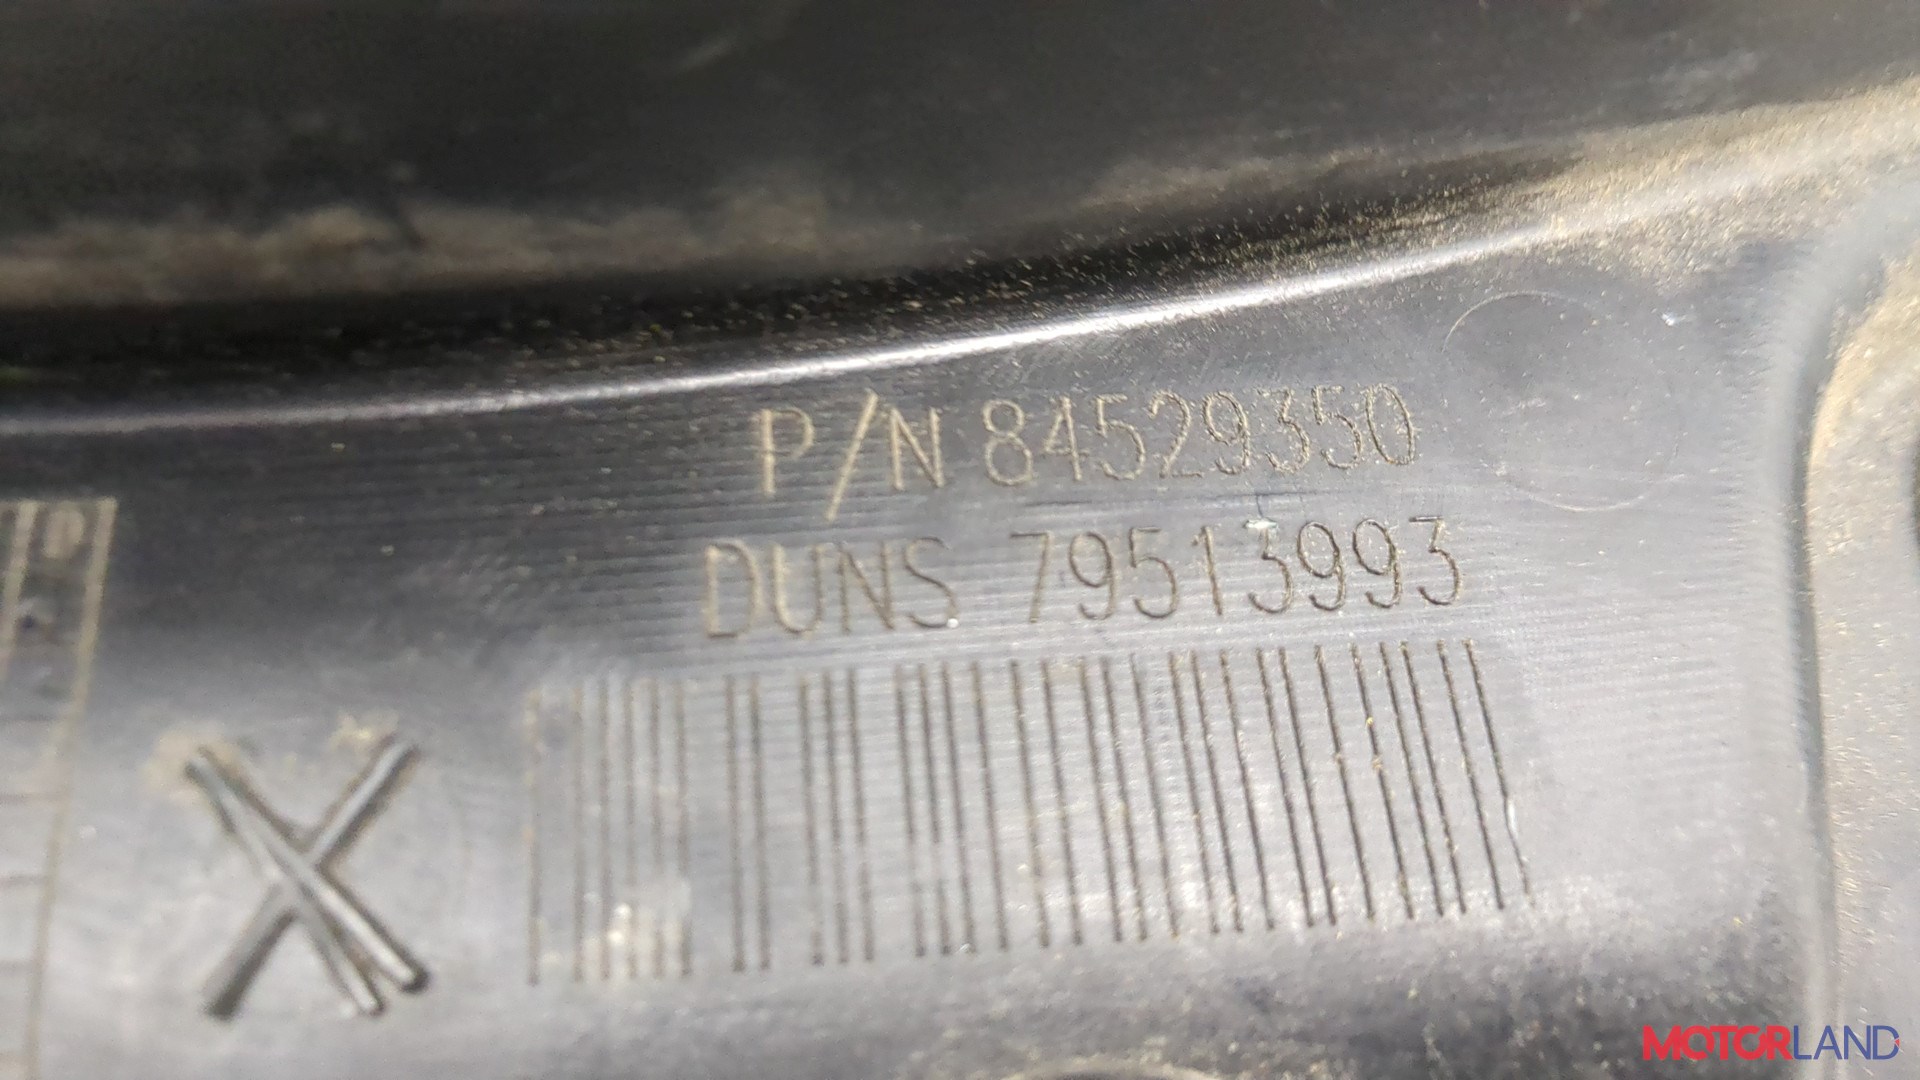 P/N 84529350
DUNS 79513993
X
MOTORLAND